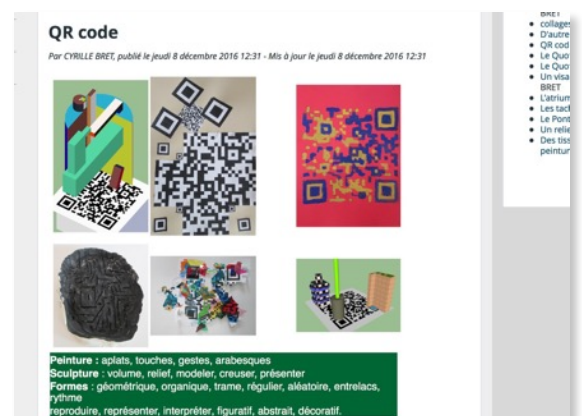 QR code
Par CYRILLE BRET, publié le jeudi 8 décembre 2016 12:31 - Mis à jour le jeudi 8 décembre 2016 12:31
Peinture : aplats, touches, gestes, arabesques
Sculpture : volume, relief, modeler, creuser, présenter
Formes : géométrique, organique, trame, régulier, aléatoire, entrelacs,
rythme
reproduire, représenter, interpréter, figuratif, abstrait, décoratif.
BRET
collages
D'autre
QR cod
Le Quo
Le Quo
Un visa
BRET
L'atrium
Les tac
Le Pont
Un relie
Des tiss
peintur